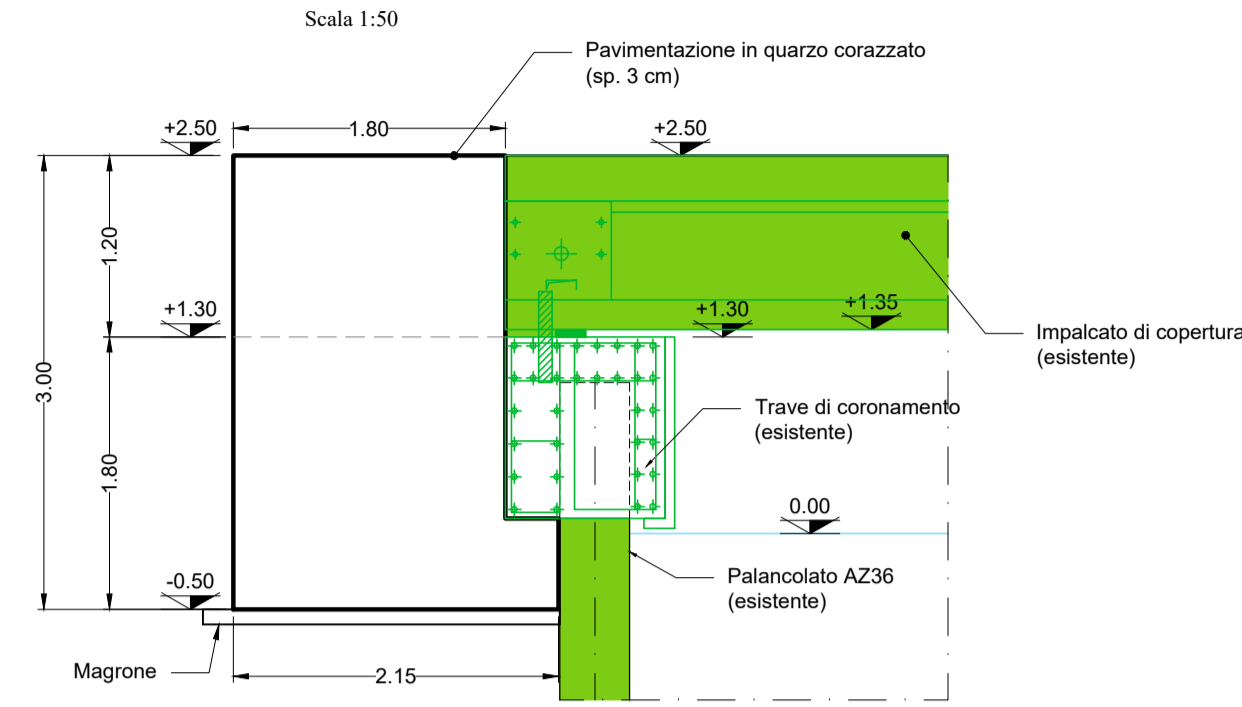 Scala 1:50
Pavimentazione in quarzo corazzato
(sp. 3 cm)
+2.50
1.80
+2.50
1.20
+1.30
+1.30
+1.35
Impalcato di copertura
(esistente)
3.00
Trave di coronamento
(esistente)
1.80
0.00
-0.50
Palancolato AZ36
(esistente)
Magrone
2.15